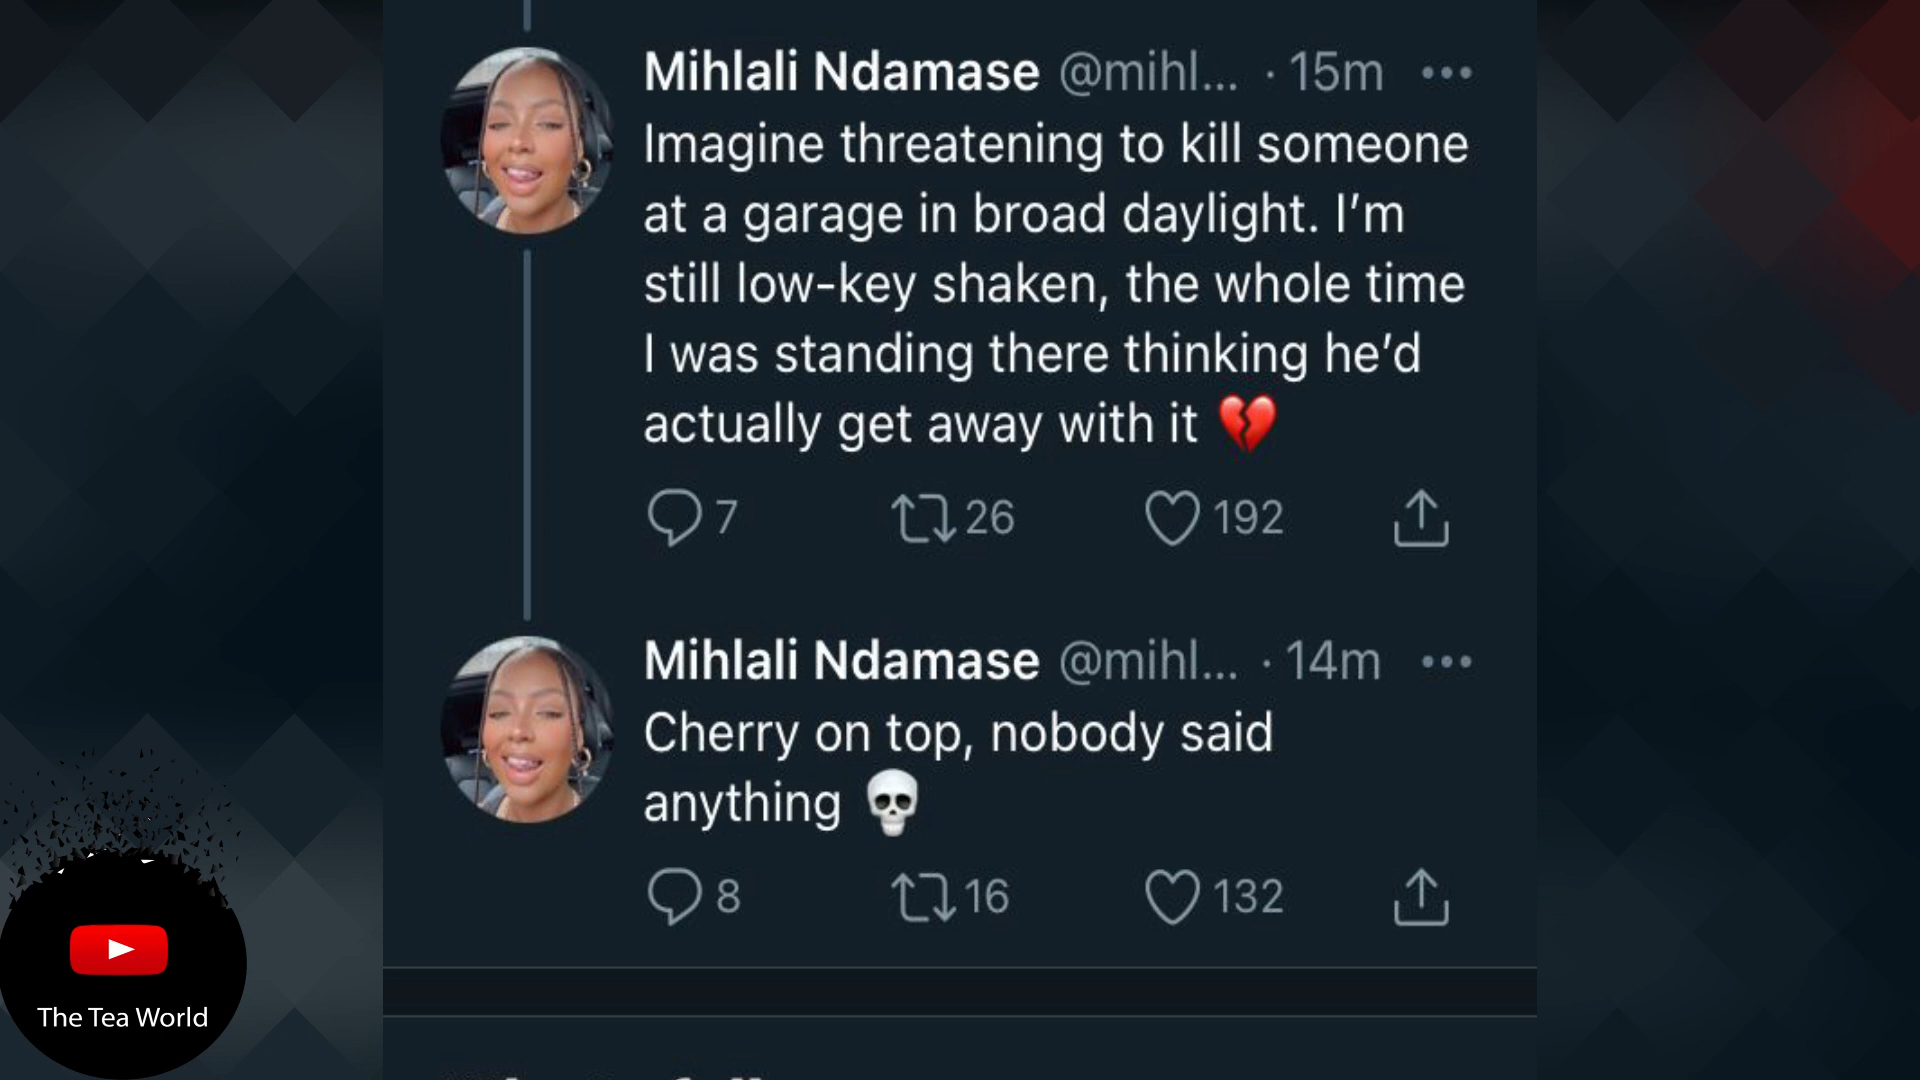 Mihlali Ndamase @mihl... · 15m
Imagine threatening to kill someone
at a garage in broad daylight. I’m
still low-key shaken, the whole time
I was standing there thinking he’d
actually get away with it 💔
7 26 192
Mihlali Ndamase @mihl... · 14m
Cherry on top, nobody said
anything 💀
8 16 132
The Tea World